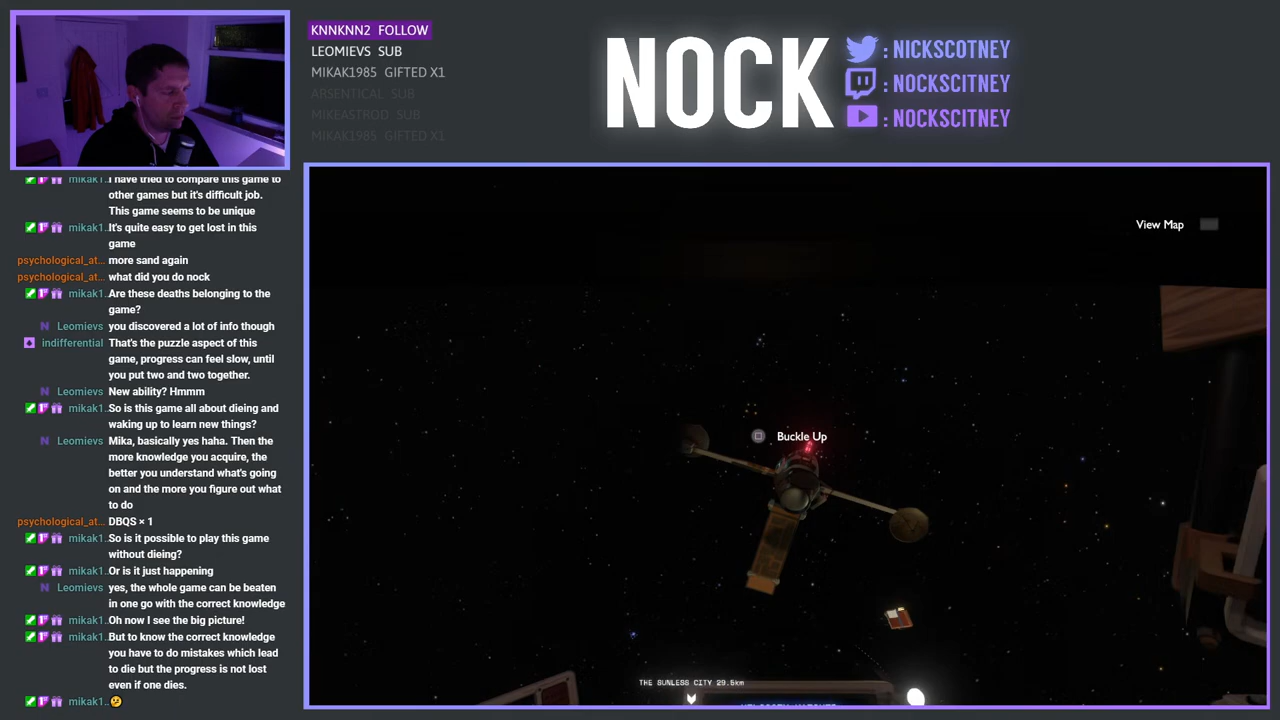 KNNKNN2 FOLLOW
LEOMIEVS SUB
MIKAK1985 GIFTED X1
ARSENTICAL SUB
MIKEASTROD SUB
MIKAK1985 GIFTED X1
NOCK
: NICKSCOTNEY
: NOCKSCITNEY
: NOCKSCITNEY
mikak1.. I have tried to compare this game to
other games but it's difficult job.
This game seems to be unique
mikak1.. It's quite easy to get lost in this
game
psychological_at... more sand again
psychological_at... what did you do nock
mikak1.. Are these deaths belonging to the
game?
Leomievs you discovered a lot of info though
indifferential That's the puzzle aspect of this
game, progress can feel slow, until
you put two and two together.
Leomievs New ability? Hmmm
mikak1.. So is this game all about dieing and
waking up to learn new things?
Leomievs Mika, basically yes haha. Then the
more knowledge you acquire, the
better you understand what's going
on and the more you figure out what
to do
psychological_at... DBQS × 1
mikak1.. So is it possible to play this game
without dieing?
mikak1.. Or is it just happening
Leomievs yes, the whole game can be beaten
in one go with the correct knowledge
mikak1.. Oh now I see the big picture!
mikak1.. But to know the correct knowledge
you have to do mistakes which lead
to die but the progress is not lost
even if one dies.
mikak1..
View Map
Buckle Up
THE SUNLESS CITY 29.5km